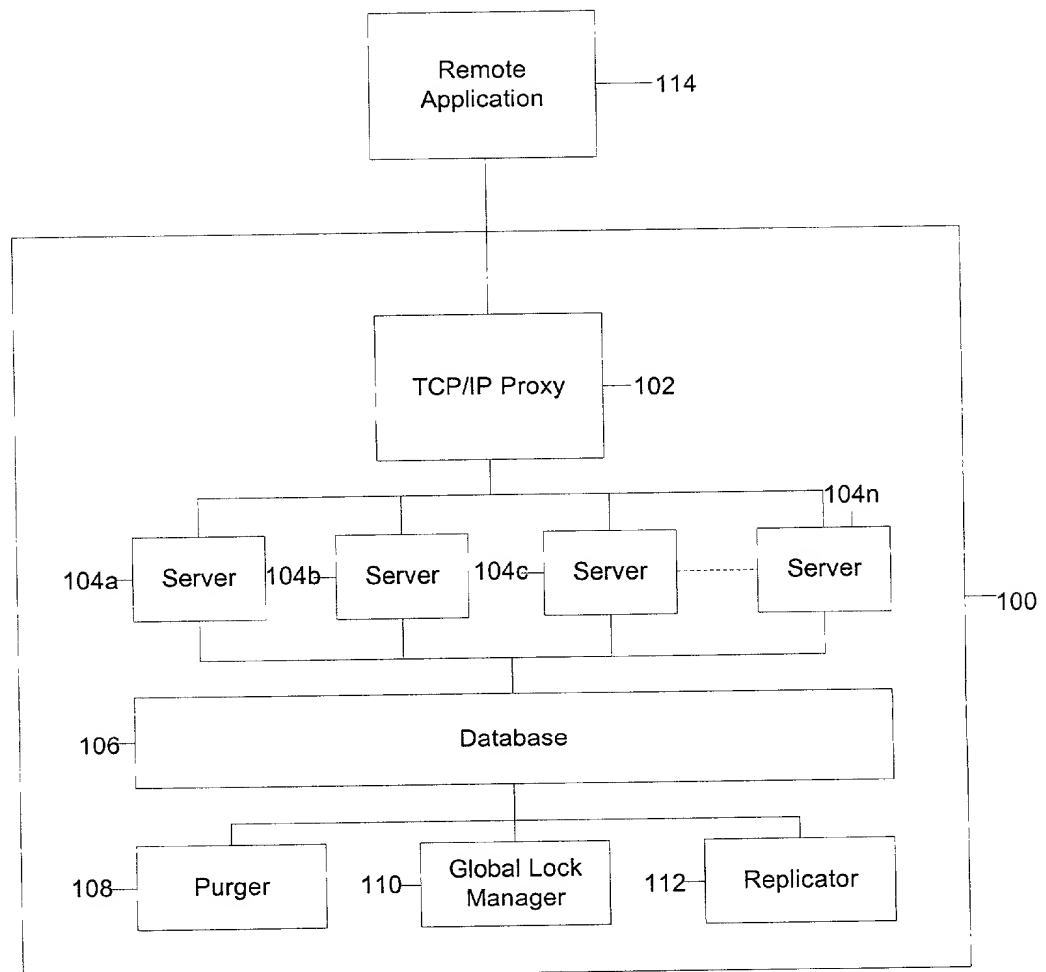 Remote
Application
114
TCP/IP Proxy
102
104n
104a
Server
104b
Server
104c
Server
Server
100
106
Database
108
Purger
110
Global Lock
Manager
112
Replicator